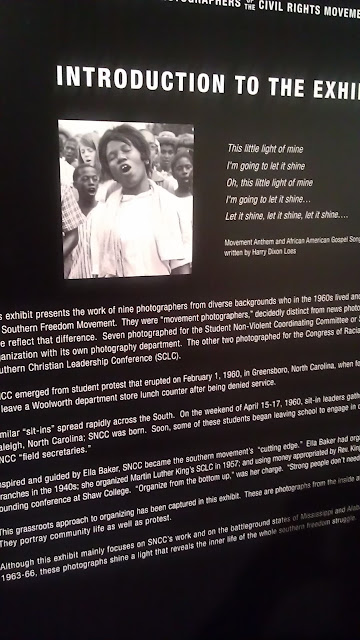 OF
THE CIVIL RIGHTS MOVEME
INTRODUCTION TO THE EXHI
This little light of mine
I'm going to let it shine
Oh, this little light of mine
I'm going to let it shine…
Let it shine, let it shine, let it shine….
Movement Anthem and African American Gospel Song
written by Harry Dixon Loes
s exhibit presents the work of nine photographers from diverse backgrounds who in the 1960s lived and
Southern Freedom Movement. They were "movement photographers," decidedly distinct from news photo
e reflect that difference. Seven photographed for the Student Non-Violent Coordinating Committee or S
ganization with its own photography department. The other two photographed for the Congress of Racia
uthern Christian Leadership Conference (SCLC).
CC emerged from student protest that erupted on February 1, 1960, in Greensboro, North Carolina, when fo
leave a Woolworth department store lunch counter after being denied service.
milar "sit-ins" spread rapidly across the South. On the weekend of April 15-17, 1960, sit-in leaders gathe
aleigh, North Carolina; SNCC was born. Soon, some of these students began leaving school to engage in
NCC "field secretaries."
nspired and guided by Ella Baker, SNCC became the southern movement's "cutting edge." Ella Baker had orga
ranches in the 1940s; she organized Martin Luther King's SCLC in 1957; and using money appropriated by Rev. King
ounding conference at Shaw College. "Organize from the bottom up," was her charge. "Strong people don't need
This grassroots approach to organizing has been captured in this exhibit. These are photographs from the inside
They portray community life as well as protest.
Although this exhibit mainly focuses on SNCC's work and on the battleground states of Mississippi and Alab
1963-66, these photographs shine a light that reveals the inner life of the whole southern freedom struggle.